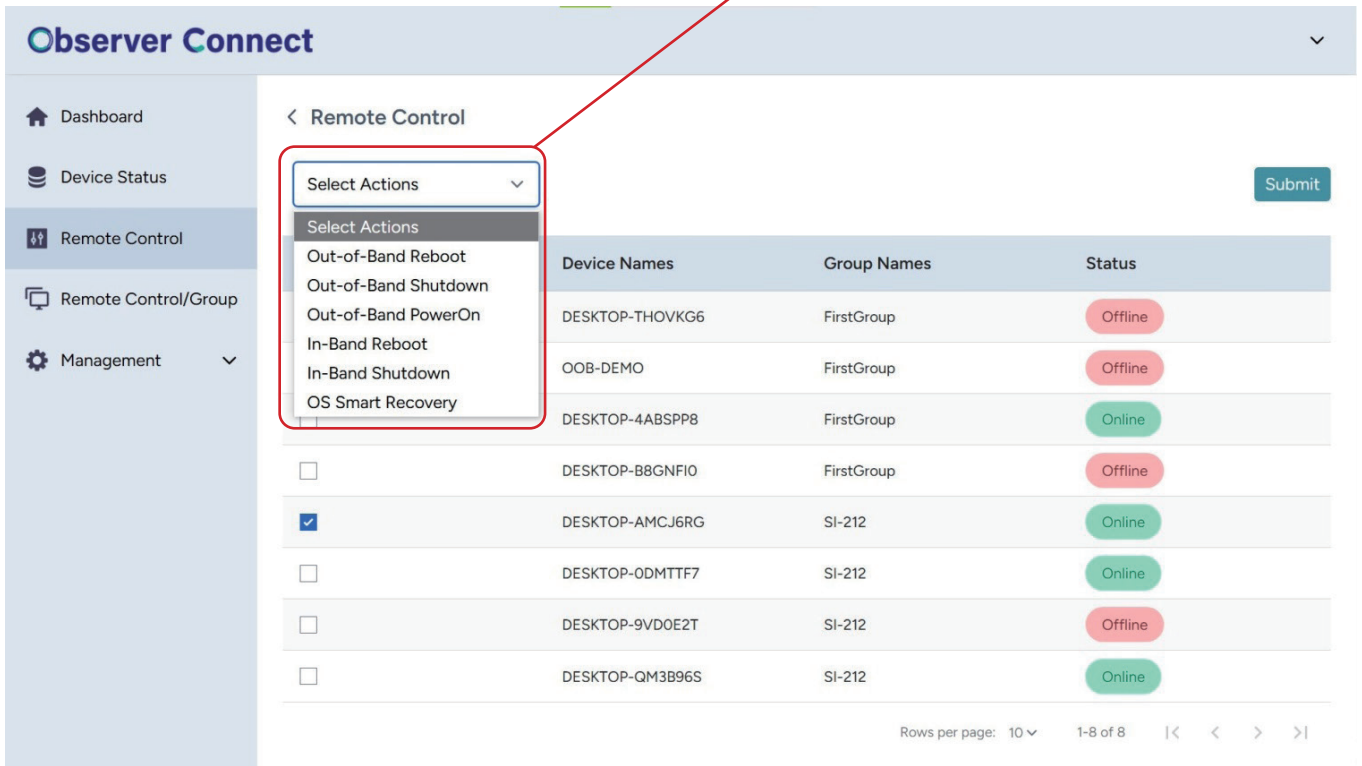 Observer Connect
Dashboard
Device Status
Remote Control
Remote Control/Group
Management
Remote Control
Select Actions
Submit
Select Actions
Out-of-Band Reboot
Out-of-Band Shutdown
Out-of-Band PowerOn
In-Band Reboot
In-Band Shutdown
OS Smart Recovery
Device Names Group Names Status
DESKTOP-THOVKG6 FirstGroup Offline
OOB-DEMO FirstGroup Offline
DESKTOP-4ABSPP8 FirstGroup Online
DESKTOP-B8GNFI0 FirstGroup Offline
DESKTOP-AMCJ6RG SI-212 Online
DESKTOP-0DMTTF7 SI-212 Online
DESKTOP-9VD0E2T SI-212 Offline
DESKTOP-QM3B96S SI-212 Online
Rows per page: 10 1-8 of 8